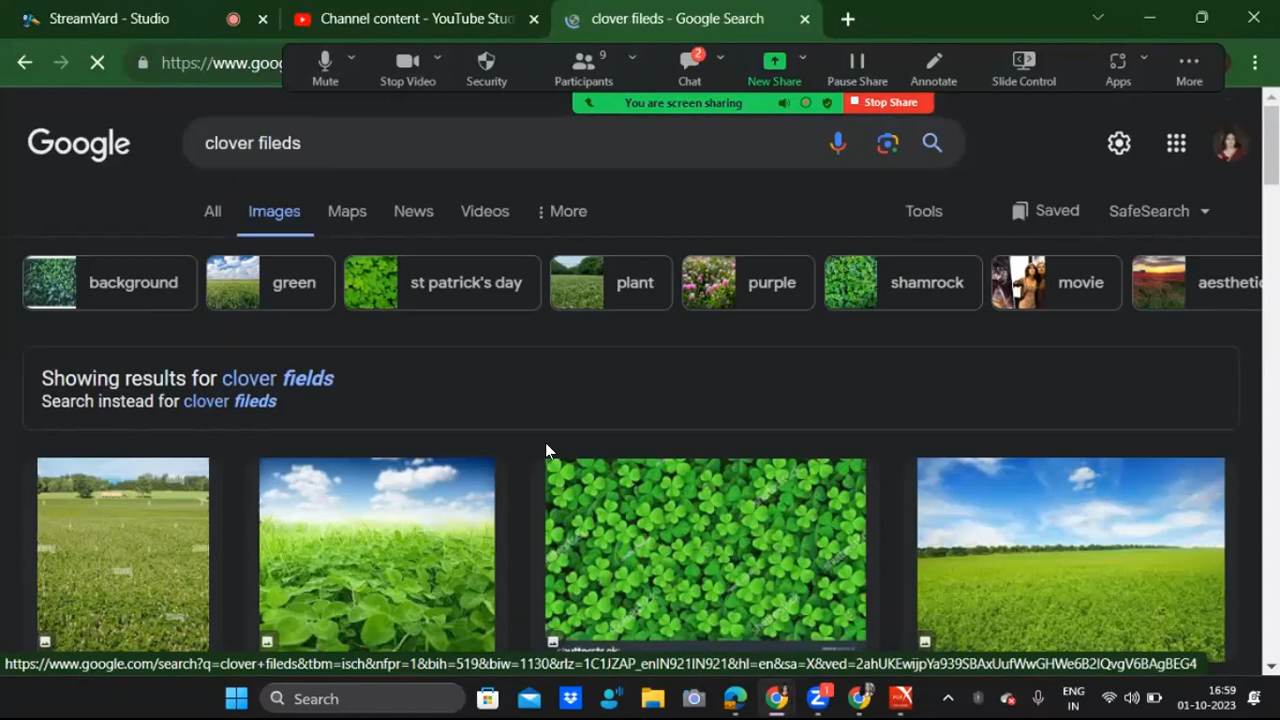 StreamYard - Studio
Channel content - YouTube Stu
clover fileds - Google Search
https://www.goog
Mute
Stop Video
Security
9
Participants
2
Chat
New Share
Pause Share
Annotate
Slide Control
Apps
More
You are screen sharing
Stop Share
Google
clover fileds
All
Images
Maps
News
Videos
More
Tools
Saved
SafeSearch
background
green
st patrick's day
plant
purple
shamrock
movie
aesthetic
Showing results for clover fields
Search instead for clover fileds
https://www.google.com/search?q=clover+fileds&tbm=isch&nfpr=1&bih=519&biw=1130&rlz=1C1JZAP_enIN921IN921&hl=en&sa=X&ved=2ahUKEwijpYa939SBAxUufWwGHWe6B2IQvgV6BAgBEG4
Search
1
ENG
IN
16:59
01-10-2023